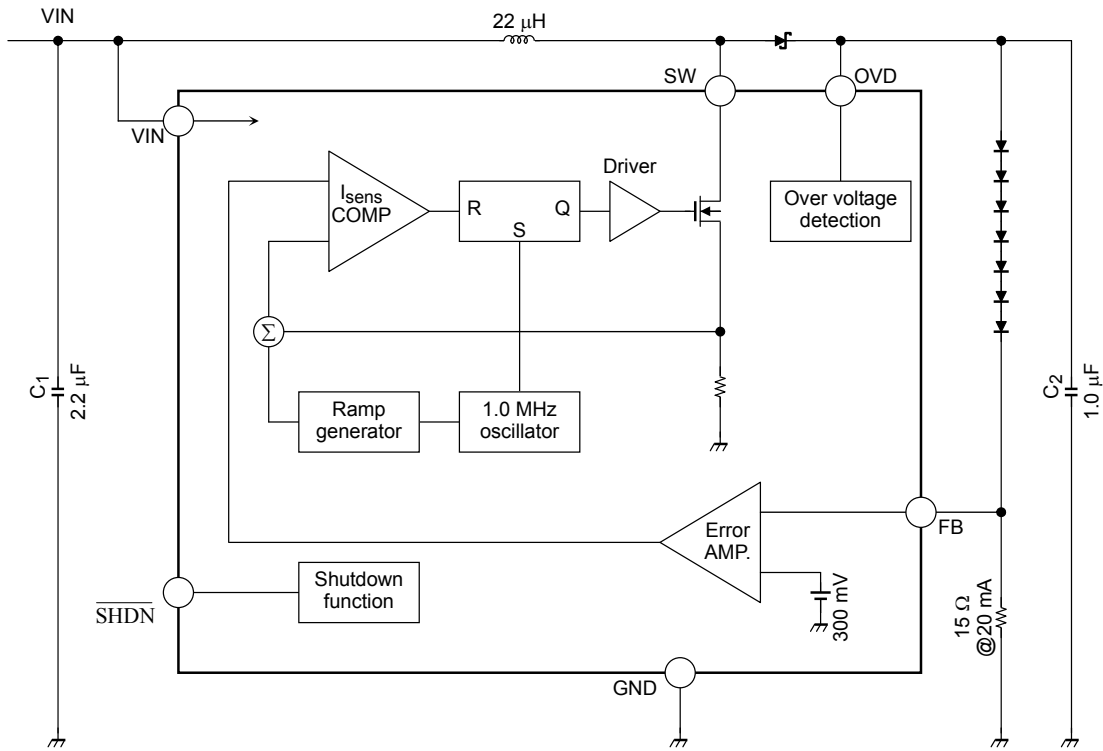 VIN
22 μH
SW
OVD
VIN
Driver
Isens
COMP
R
Q
S
Over voltage
detection
Σ
C1
2.2 μF
C2
1.0 μF
Ramp
generator
1.0 MHz
oscillator
Error
AMP.
FB
300 mV
SHDN
Shutdown
function
15 Ω
@20 mA
GND